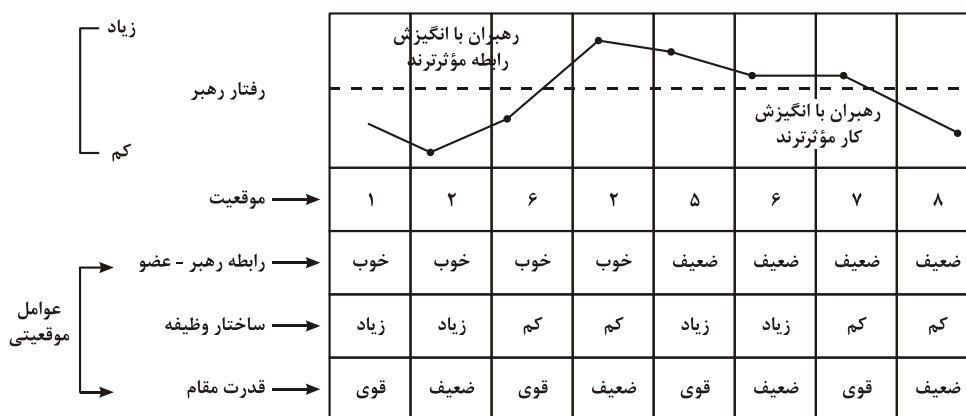 زیاد
رهبران با انگیزش
رابطه مؤثرترند
رفتار رهبر
رهبران با انگیزش
کار مؤثرترند
کم
موقعیت
۱ ۲ ۶ ۲ ۵ ۶ ۷ ۸
عوامل
موقعیتی
رابطه رهبر - عضو
خوب خوب خوب خوب ضعیف ضعیف ضعیف ضعیف
ساختار وظیفه
زیاد زیاد کم کم زیاد زیاد کم کم
قدرت مقام
قوی ضعیف قوی ضعیف قوی ضعیف قوی ضعیف